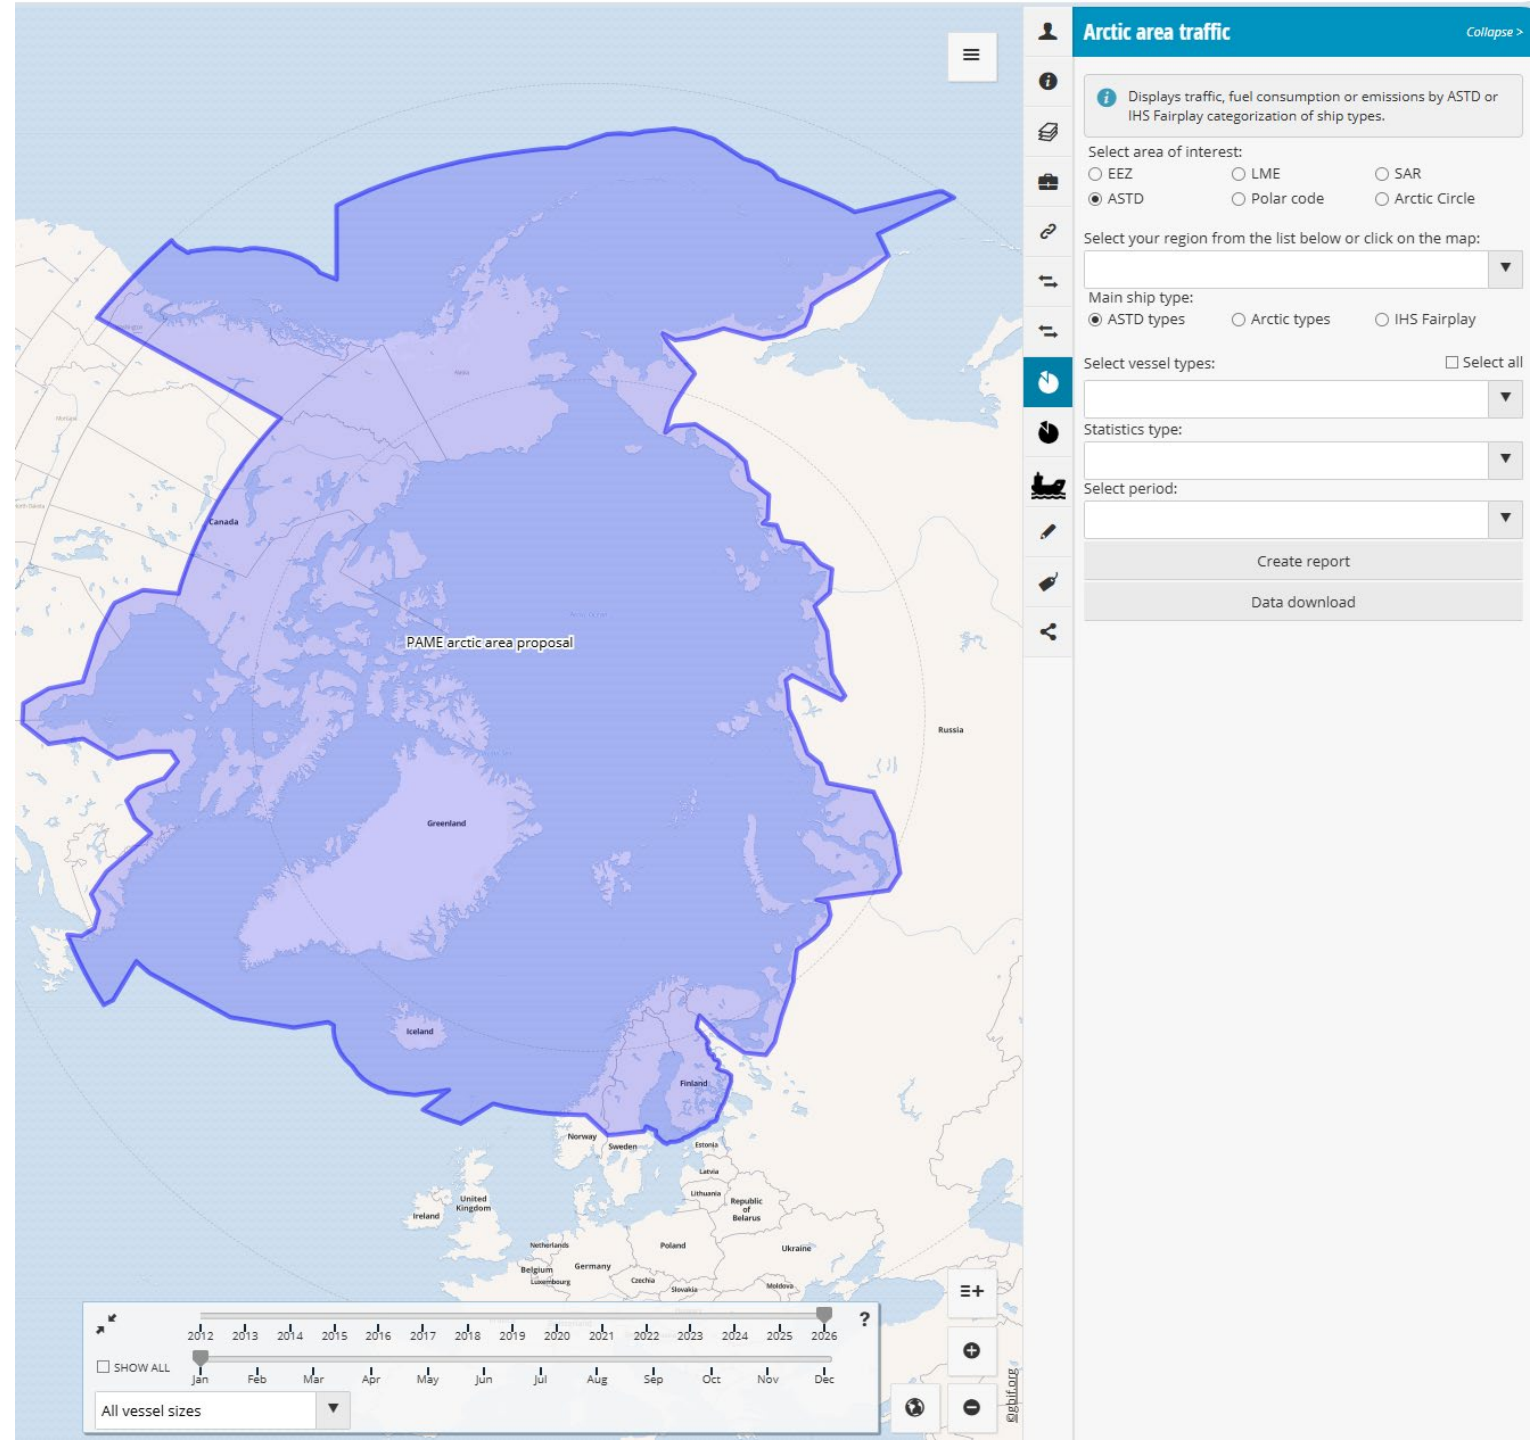 Arctic area traffic
Collapse >
Displays traffic, fuel consumption or emissions by ASTD or
IHS Fairplay categorization of ship types.
Select area of interest:
EEZ LME SAR
ASTD Polar code Arctic Circle
Select your region from the list below or click on the map:
Main ship type:
ASTD types Arctic types IHS Fairplay
Select vessel types: Select all
Statistics type:
Select period:
Create report
Data download
Canada
PAME arctic area proposal
Russia
Greenland
Iceland
Finland
Norway
Sweden
Estonia
Latvia
Lithuania
Republic
of
Belarus
United
Kingdom
Ireland
Netherlands
Poland
Ukraine
Belgium
Germany
Luxembourg
Czechia
Slovakia
Moldova
?
2012 2013 2014 2015 2016 2017 2018 2019 2020 2021 2022 2023 2024 2025 2026
SHOW ALL
Jan Feb Mar Apr May Jun Jul Aug Sep Oct Nov Dec
All vessel sizes
©gbif.org